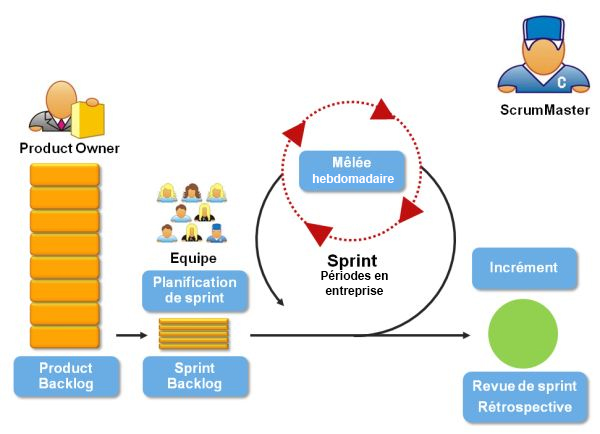 ScrumMaster
C
Product Owner
Mêlée
hebdomadaire
Equipe
Sprint
Périodes en
entreprise
Planification
de sprint
Incrément
Product
Backlog
Sprint
Backlog
Revue de sprint
Rétrospective